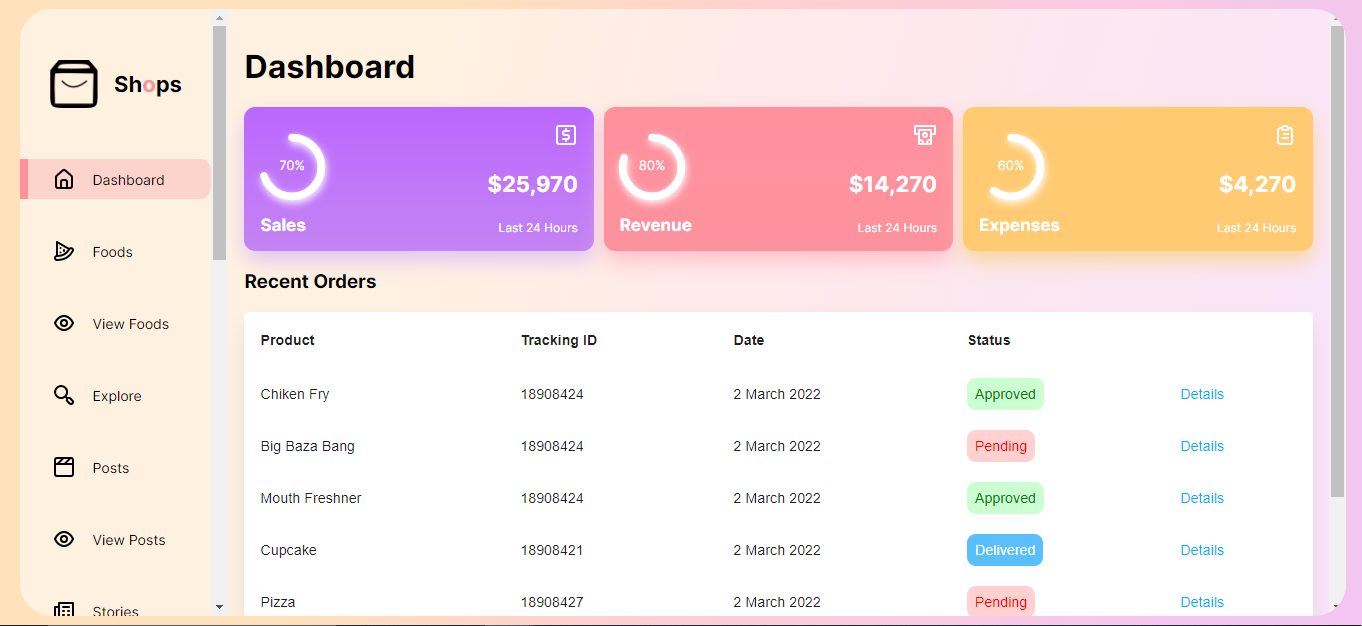 Shops
Dashboard
Foods
View Foods
Explore
Posts
View Posts
Stories
Dashboard
70%
$25,970
Sales
Last 24 Hours
80%
$14,270
Revenue
Last 24 Hours
60%
$4,270
Expenses
Last 24 Hours
Recent Orders
Product Tracking ID Date Status
Chiken Fry 18908424 2 March 2022 Approved Details
Big Baza Bang 18908424 2 March 2022 Pending Details
Mouth Freshner 18908424 2 March 2022 Approved Details
Cupcake 18908421 2 March 2022 Delivered Details
Pizza 18908427 2 March 2022 Pending Details